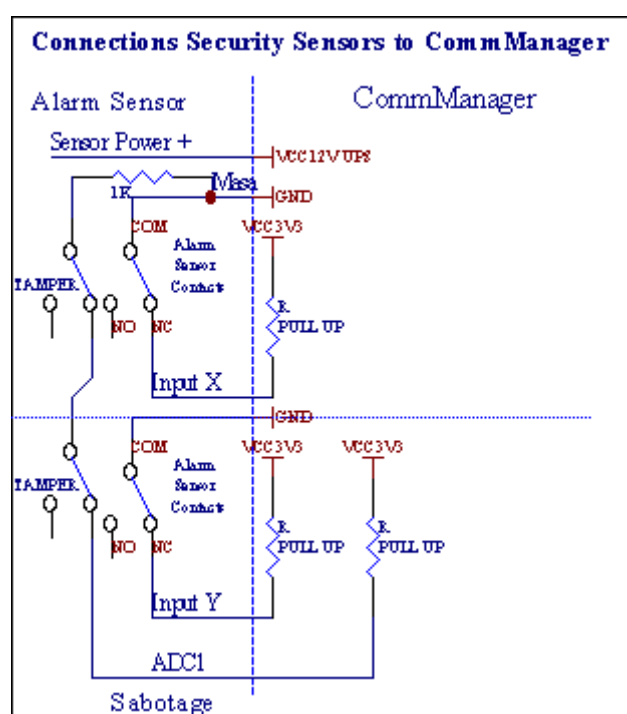 Connections Security Sensors to CommManager
Alarm Sensor
CommManager
Sensor Power +
VCC12V UPS
1K
Masa
GND
COM
VCC3V3
Alarm
Sensor
Contacts
TAMPER
NO
NC
R
PULL UP
Input X
GND
COM
VCC3V3
VCC3V3
Alarm
Sensor
Contacts
TAMPER
NO
NC
R
PULL UP
R
PULL UP
Input Y
ADC1
Sabotage